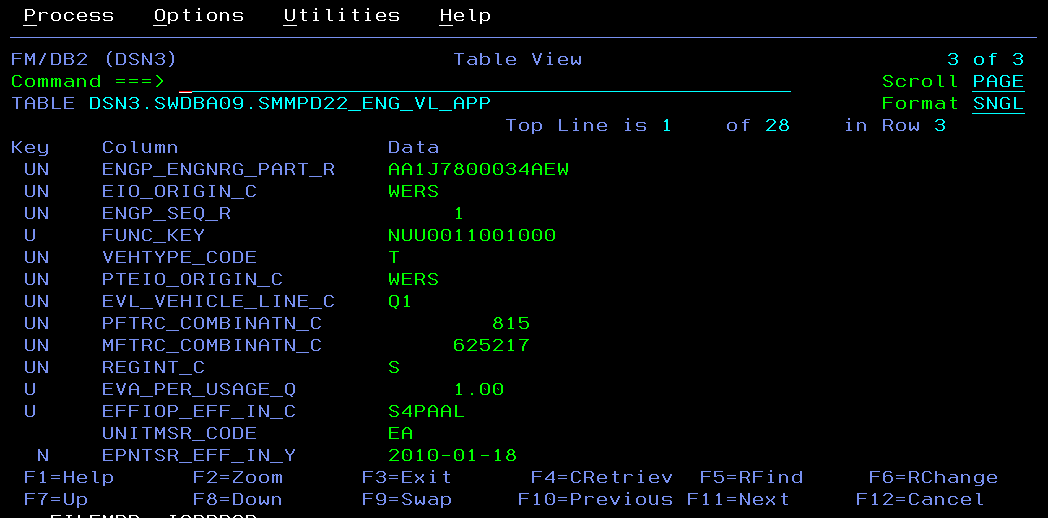 Process Options Utilities Help
FM/DB2 (DSN3) Table View 3 of 3
Command ===> Scroll PAGE
TABLE DSN3.SWDBA09.SMMPD22_ENG_VL_APP Format SNGL
Top Line is 1 of 28 in Row 3
Key Column Data
UN ENGP_ENGNRG_PART_R AA1J7800034AEW
UN EIO_ORIGIN_C WERS
UN ENGP_SEQ_R 1
U FUNC_KEY NUU0011001000
UN VEHTYPE_CODE T
UN PTEIO_ORIGIN_C WERS
UN EVL_VEHICLE_LINE_C Q1
UN PFTRC_COMBINATN_C 815
UN MFTRC_COMBINATN_C 625217
UN REGINT_C S
U EVA_PER_USAGE_Q 1.00
U EFFIOP_EFF_IN_C S4PAAL
UNITMSR_CODE EA
N EPNTSR_EFF_IN_Y 2010-01-18
F1=Help F2=Zoom F3=Exit F4=CRetriev F5=RFind F6=RChange
F7=Up F8=Down F9=Swap F10=Previous F11=Next F12=Cancel